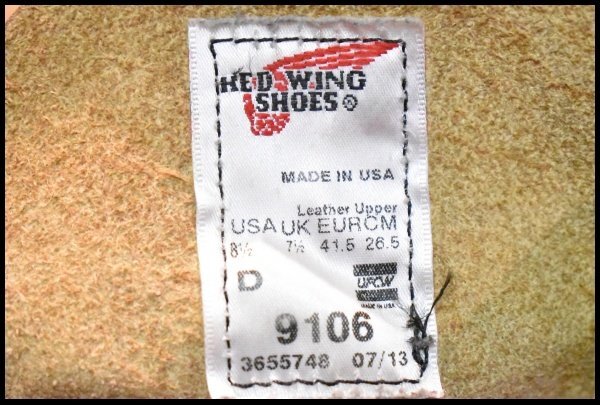 RED WING
SHOES ®
MADE IN USA
Leather Upper
USA UK EUR CM
8½ 7½ 41.5 26.5
D
UFCW
MADE IN U.S.A.
9106
3655748 07/13